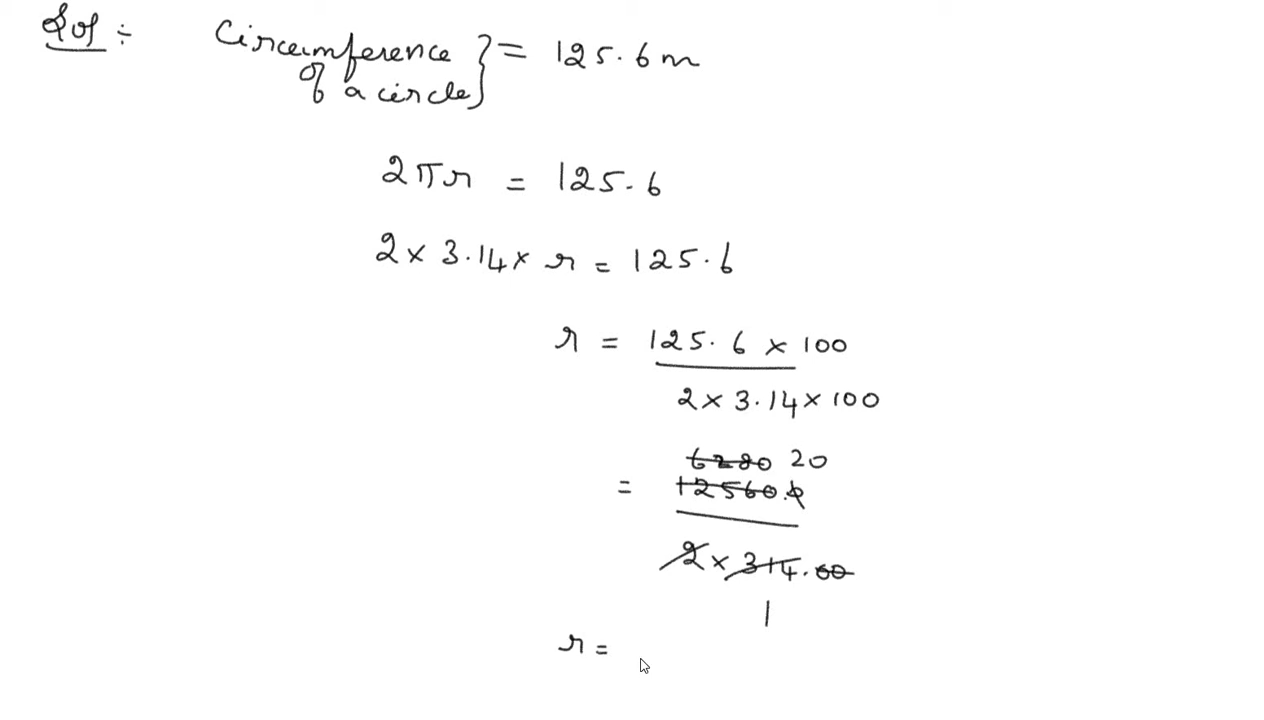 Sol ÷ Circumference of a circle } = 125.6 m
2πr = 125.6
2 × 3.14 × r = 125.6
r = 125.6 × 100
2 × 3.14 × 100
6280 20
= 12560.0
2 × 314.00
1
r =